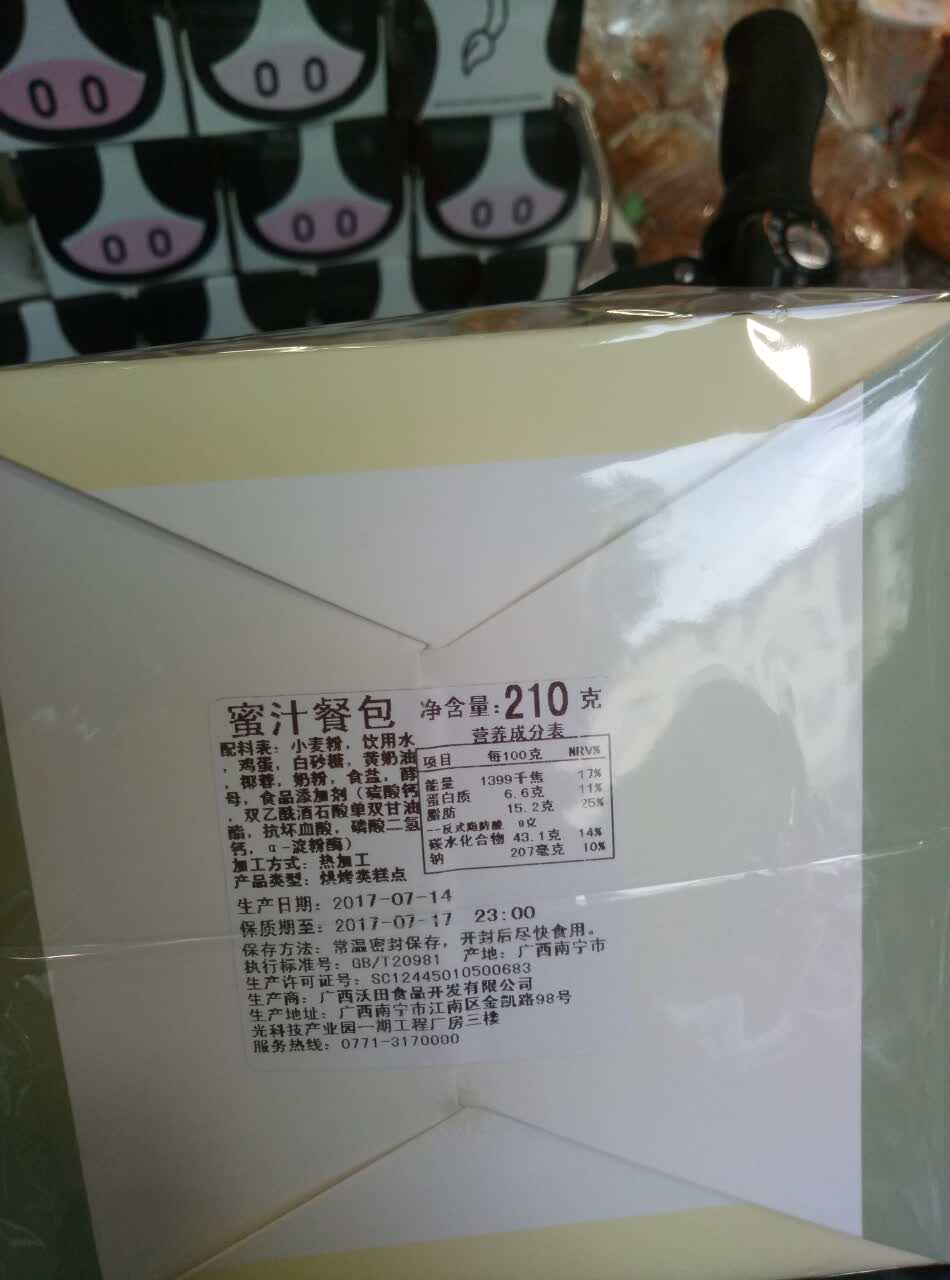 蜜汁餐包 净含量:210 克
配料表: 小麦粉, 饮用水
, 鸡蛋, 白砂糖, 黄奶油
, 椰蓉, 奶粉, 食盐, 酵
母, 食品添加剂 (硫酸钙
, 双乙酰酒石酸单双甘油
酯, 抗坏血酸, 磷酸二氢
钙, α-淀粉酶)
加工方式: 热加工
产品类型: 烘烤类糕点
营养成分表
项目 每100克 NRV%
能量 1399千焦 17%
蛋白质 6.6克 11%
脂肪 15.2克 25%
--反式脂肪酸 0克
碳水化合物 43.1克 14%
钠 207毫克 10%
生产日期: 2017-07-14
保质期至: 2017-07-17 23:00
保存方法: 常温密封保存, 开封后尽快食用。
执行标准号: GB/T20981 产地: 广西南宁市
生产许可证号: SC12445010500683
生产商: 广西沃田食品开发有限公司
生产地址: 广西南宁市江南区金凯路98号
光科技产业园一期工程厂房三楼
服务热线: 0771-3170000